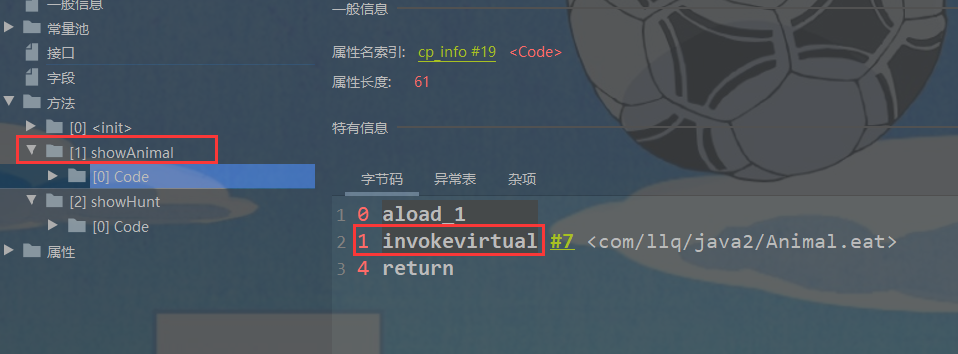 一般信息
常量池
接口
字段
方法
[0] <init>
[1] showAnimal
[0] Code
[2] showHunt
[0] Code
属性
一般信息
属性名索引: cp_info #19 <Code>
属性长度: 61
特有信息
字节码 异常表 杂项
1 0 aload_1
2 1 invokevirtual #7 <com/llq/java2/Animal.eat>
3 4 return